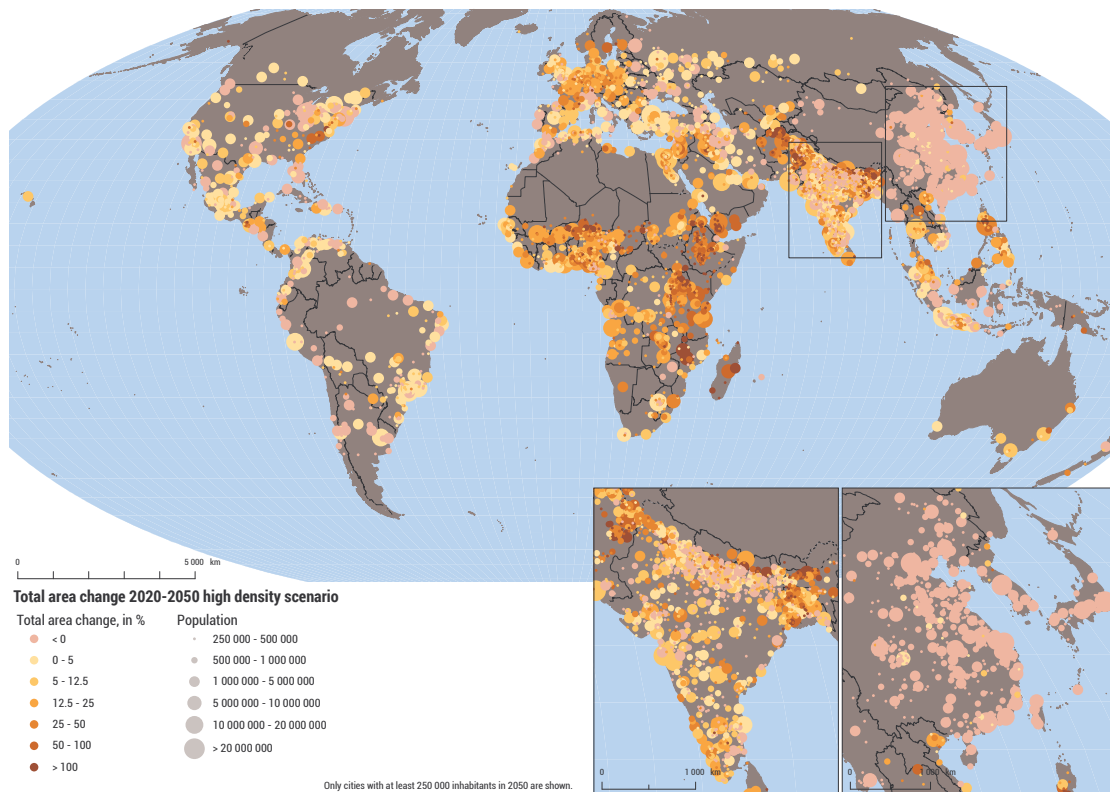 0 5 000 km
Total area change 2020-2050 high density scenario
Total area change, in %
< 0
0 - 5
5 - 12.5
12.5 - 25
25 - 50
50 - 100
> 100
Population
250 000 - 500 000
500 000 - 1 000 000
1 000 000 - 5 000 000
5 000 000 - 10 000 000
10 000 000 - 20 000 000
> 20 000 000
Only cities with at least 250 000 inhabitants in 2050 are shown.
0 1 000 km
0 1 000 km